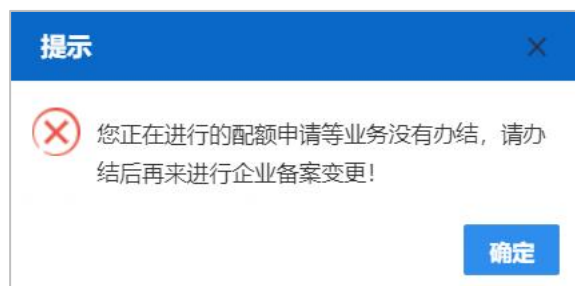 提示
您正在进行的配额申请等业务没有办结，请办
结后再来进行企业备案变更！
确定